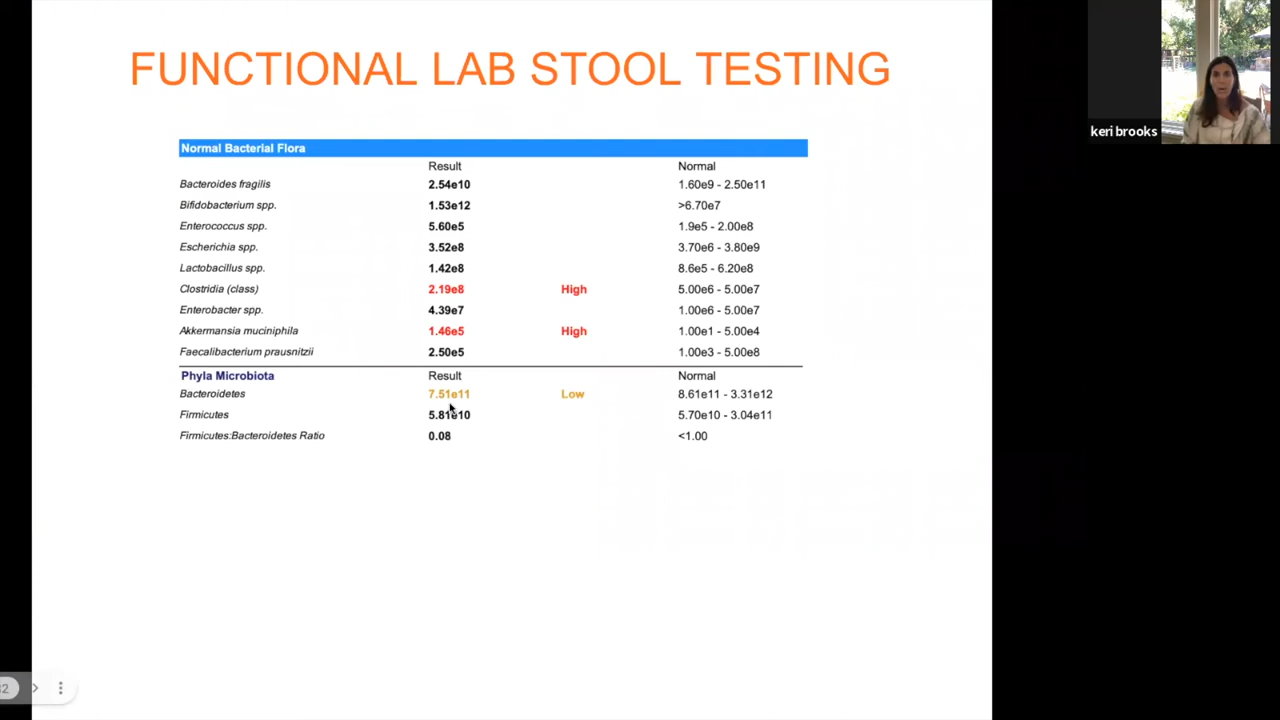 FUNCTIONAL LAB STOOL TESTING
keri brooks
Normal Bacterial Flora
Result Normal
Bacteroides fragilis 2.54e10 1.60e9 - 2.50e11
Bifidobacterium spp. 1.53e12 >6.70e7
Enterococcus spp. 5.60e5 1.9e5 - 2.00e8
Escherichia spp. 3.52e8 3.70e6 - 3.80e9
Lactobacillus spp. 1.42e8 8.6e5 - 6.20e8
Clostridia (class) 2.19e8 High 5.00e6 - 5.00e7
Enterobacter spp. 4.39e7 1.00e6 - 5.00e7
Akkermansia muciniphila 1.46e5 High 1.00e1 - 5.00e4
Faecalibacterium prausnitzii 2.50e5 1.00e3 - 5.00e8
Phyla Microbiota Result Normal
Bacteroidetes 7.51e11 Low 8.61e11 - 3.31e12
Firmicutes 5.81e10 5.70e10 - 3.04e11
Firmicutes:Bacteroidetes Ratio 0.08 <1.00